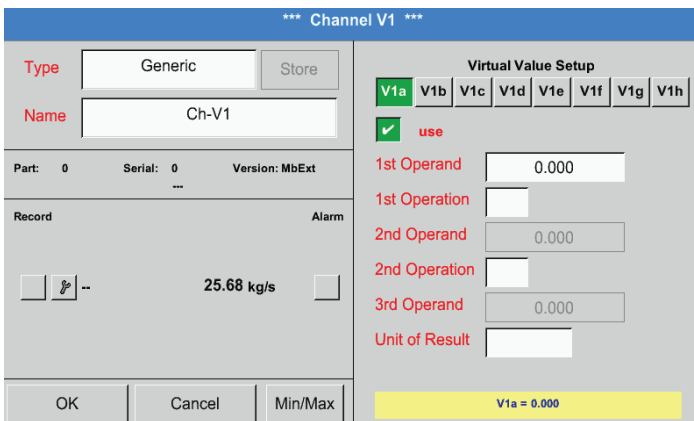 *** Channel V1 ***
Type
Generic
Store
Name
Ch-V1
Part: 0 Serial: 0 Version: MbExt
---
Record
Alarm
-- 25.68 kg/s
OK
Cancel
Min/Max
Virtual Value Setup
V1a V1b V1c V1d V1e V1f V1g V1h
use
1st Operand 0.000
1st Operation
2nd Operand 0.000
2nd Operation
3rd Operand 0.000
Unit of Result
V1a = 0.000